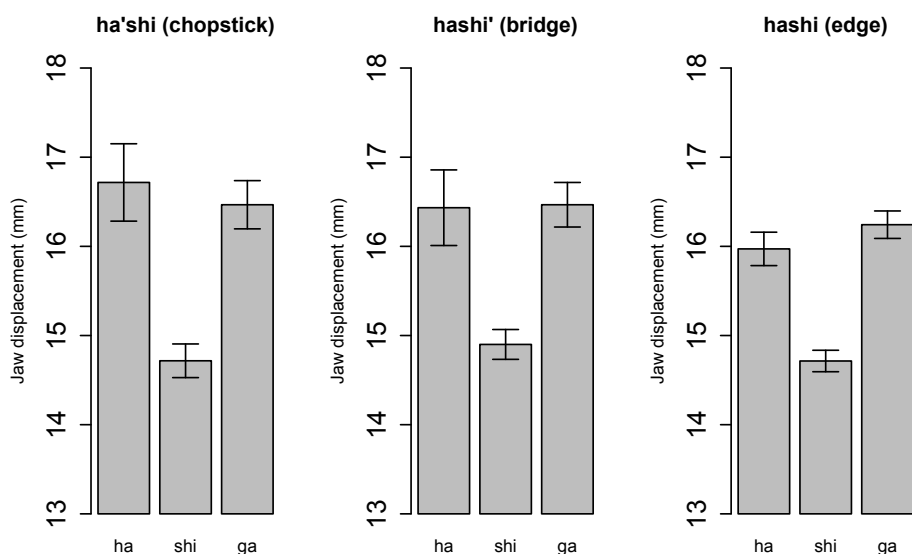 ha'shi (chopstick)
18
17
16
15
14
13
Jaw displacement (mm)
ha shi ga
hashi' (bridge)
18
17
16
15
14
13
Jaw displacement (mm)
ha shi ga
hashi (edge)
18
17
16
15
14
13
Jaw displacement (mm)
ha shi ga